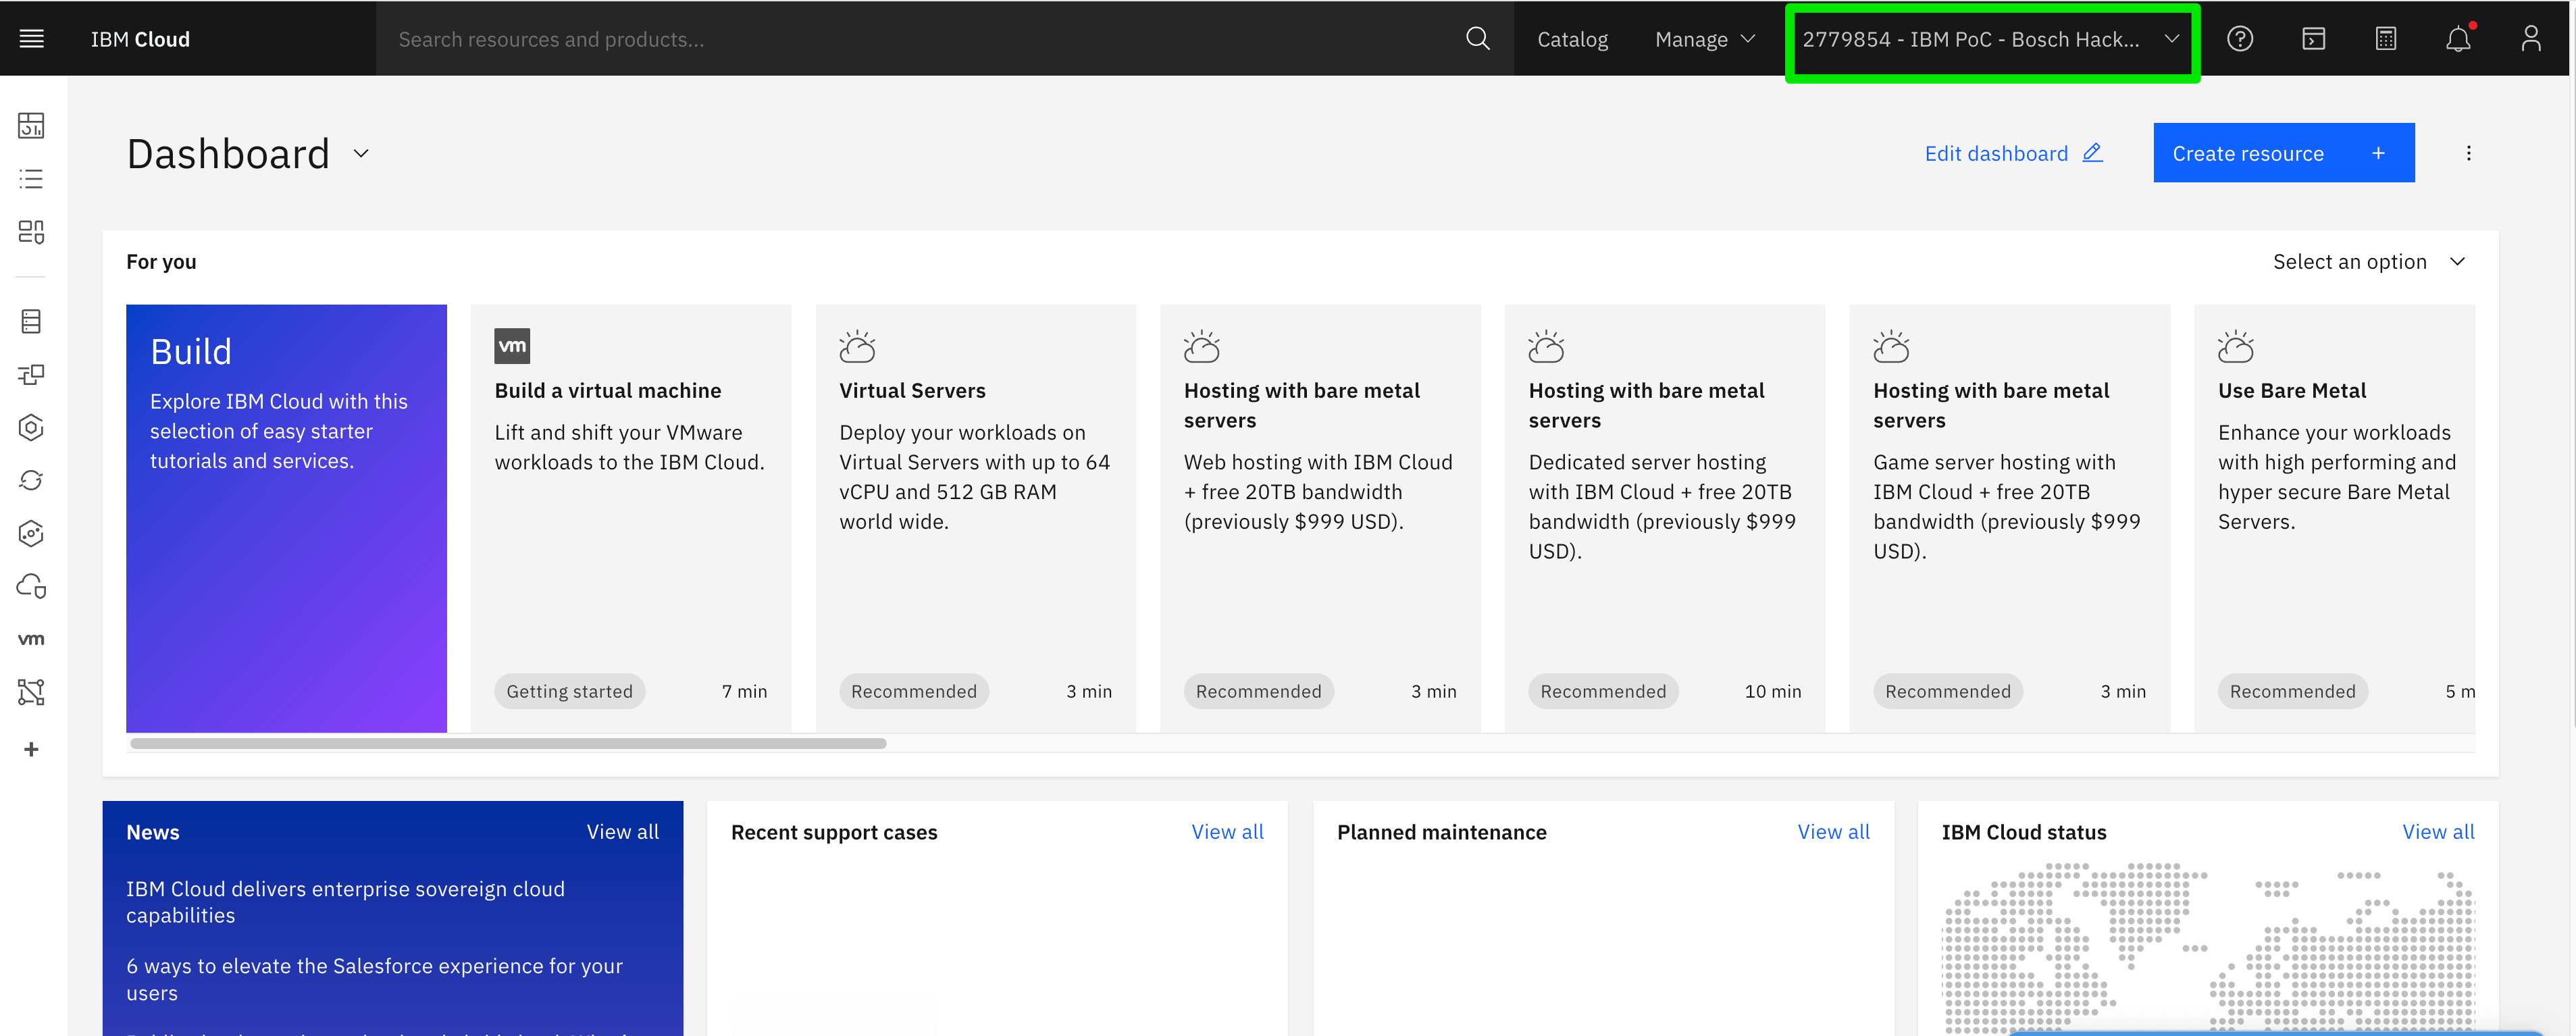 IBM Cloud
Search resources and products...
Catalog
Manage
2779854 - IBM PoC - Bosch Hack...
Dashboard
Edit dashboard
Create resource +
For you
Select an option
Build
Explore IBM Cloud with this
selection of easy starter
tutorials and services.
vm
Build a virtual machine
Lift and shift your VMware
workloads to the IBM Cloud.
Getting started
7 min
Virtual Servers
Deploy your workloads on
Virtual Servers with up to 64
vCPU and 512 GB RAM
world wide.
Recommended
3 min
Hosting with bare metal
servers
Web hosting with IBM Cloud
+ free 20TB bandwidth
(previously $999 USD).
Recommended
3 min
Hosting with bare metal
servers
Dedicated server hosting
with IBM Cloud + free 20TB
bandwidth (previously $999
USD).
Recommended
10 min
Hosting with bare metal
servers
Game server hosting with
IBM Cloud + free 20TB
bandwidth (previously $999
USD).
Recommended
3 min
Use Bare Metal
Enhance your workloads
with high performing and
hyper secure Bare Metal
Servers.
Recommended
5 m
vm
News
View all
IBM Cloud delivers enterprise sovereign cloud
capabilities
6 ways to elevate the Salesforce experience for your
users
Recent support cases
View all
Planned maintenance
View all
IBM Cloud status
View all